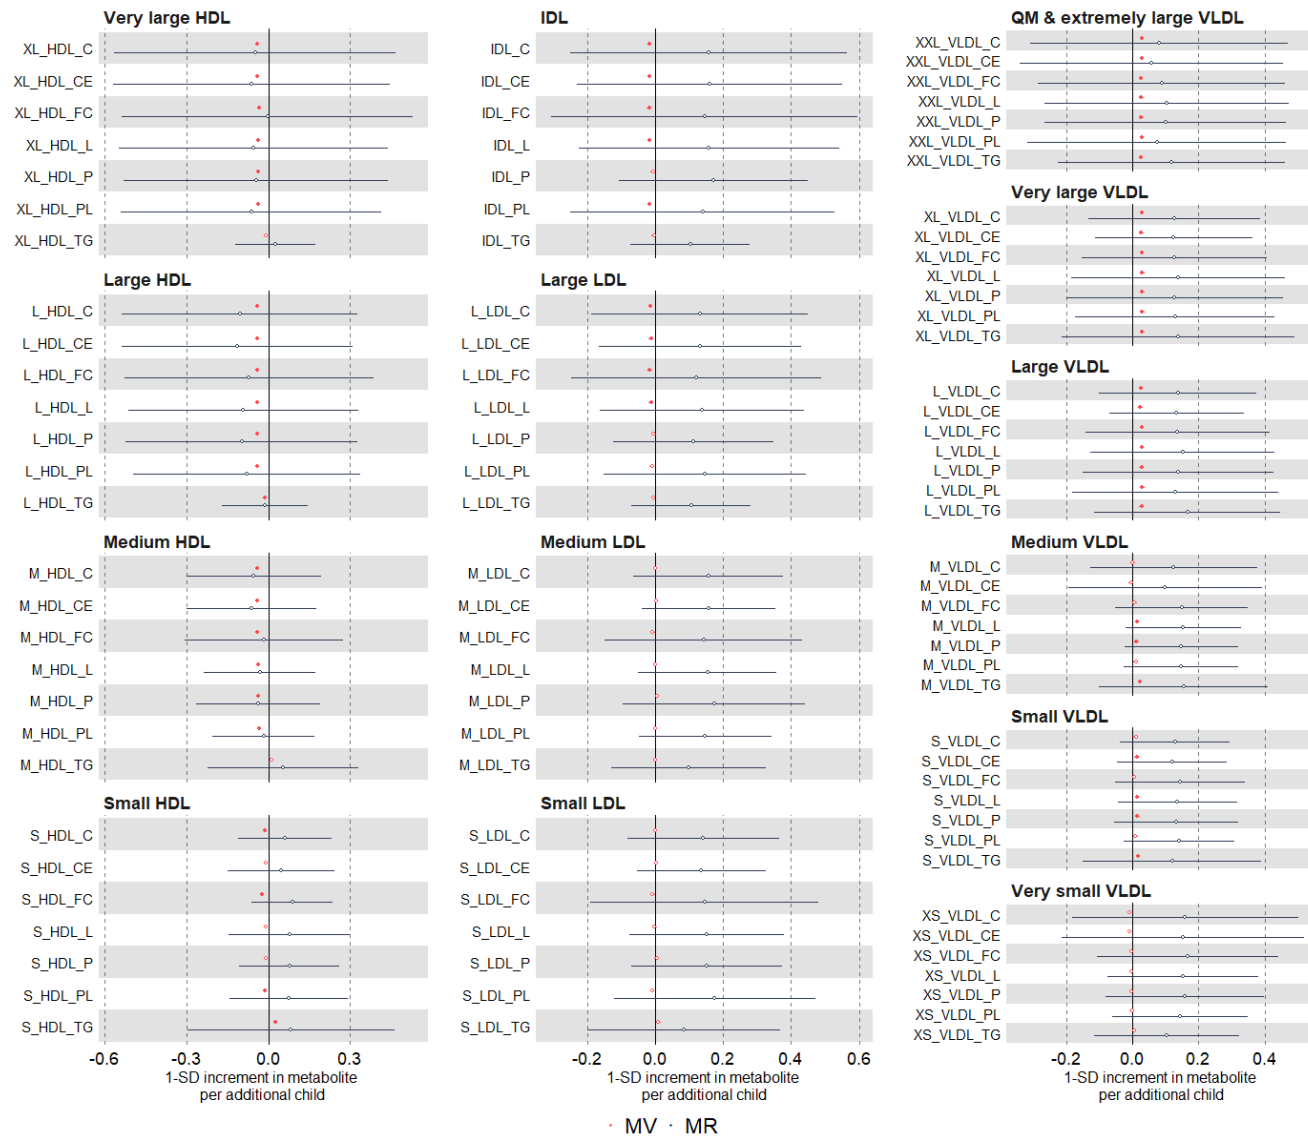 Very large HDL
XL_HDL_C
XL_HDL_CE
XL_HDL_FC
XL_HDL_L
XL_HDL_P
XL_HDL_PL
XL_HDL_TG
Large HDL
L_HDL_C
L_HDL_CE
L_HDL_FC
L_HDL_L
L_HDL_P
L_HDL_PL
L_HDL_TG
Medium HDL
M_HDL_C
M_HDL_CE
M_HDL_FC
M_HDL_L
M_HDL_P
M_HDL_PL
M_HDL_TG
Small HDL
S_HDL_C
S_HDL_CE
S_HDL_FC
S_HDL_L
S_HDL_P
S_HDL_PL
S_HDL_TG
-0.6 -0.3 0.0 0.3
1-SD increment in metabolite
per additional child
IDL
IDL_C
IDL_CE
IDL_FC
IDL_L
IDL_P
IDL_PL
IDL_TG
Large LDL
L_LDL_C
L_LDL_CE
L_LDL_FC
L_LDL_L
L_LDL_P
L_LDL_PL
L_LDL_TG
Medium LDL
M_LDL_C
M_LDL_CE
M_LDL_FC
M_LDL_L
M_LDL_P
M_LDL_PL
M_LDL_TG
Small LDL
S_LDL_C
S_LDL_CE
S_LDL_FC
S_LDL_L
S_LDL_P
S_LDL_PL
S_LDL_TG
-0.2 0.0 0.2 0.4 0.6
1-SD increment in metabolite
per additional child
QM & extremely large VLDL
XXL_VLDL_C
XXL_VLDL_CE
XXL_VLDL_FC
XXL_VLDL_L
XXL_VLDL_P
XXL_VLDL_PL
XXL_VLDL_TG
Very large VLDL
XL_VLDL_C
XL_VLDL_CE
XL_VLDL_FC
XL_VLDL_L
XL_VLDL_P
XL_VLDL_PL
XL_VLDL_TG
Large VLDL
L_VLDL_C
L_VLDL_CE
L_VLDL_FC
L_VLDL_L
L_VLDL_P
L_VLDL_PL
L_VLDL_TG
Medium VLDL
M_VLDL_C
M_VLDL_CE
M_VLDL_FC
M_VLDL_L
M_VLDL_P
M_VLDL_PL
M_VLDL_TG
Small VLDL
S_VLDL_C
S_VLDL_CE
S_VLDL_FC
S_VLDL_L
S_VLDL_P
S_VLDL_PL
S_VLDL_TG
Very small VLDL
XS_VLDL_C
XS_VLDL_CE
XS_VLDL_FC
XS_VLDL_L
XS_VLDL_P
XS_VLDL_PL
XS_VLDL_TG
-0.2 0.0 0.2 0.4
1-SD increment in metabolite
per additional child
MV MR